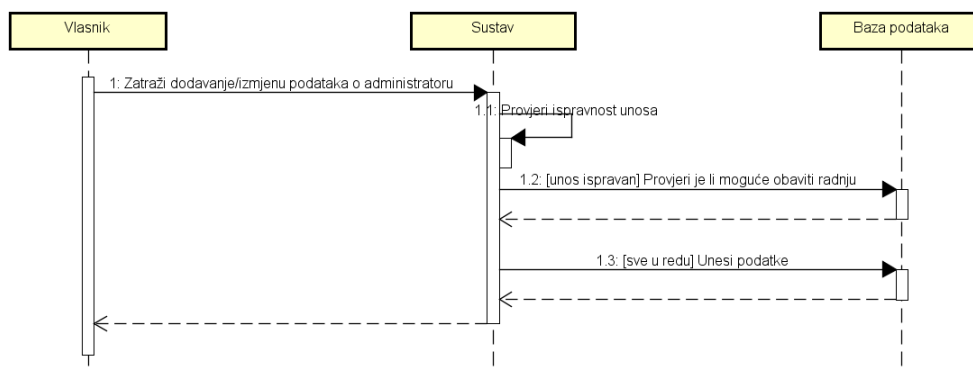 Vlasnik
Sustav
Baza podataka
1: Zatraži dodavanje/izmjenu podataka o administratoru
1.1: Provjeri ispravnost unosa
1.2: [unos ispravan] Provjeri je li moguće obaviti radnju
1.3: [sve u redu] Unesi podatke